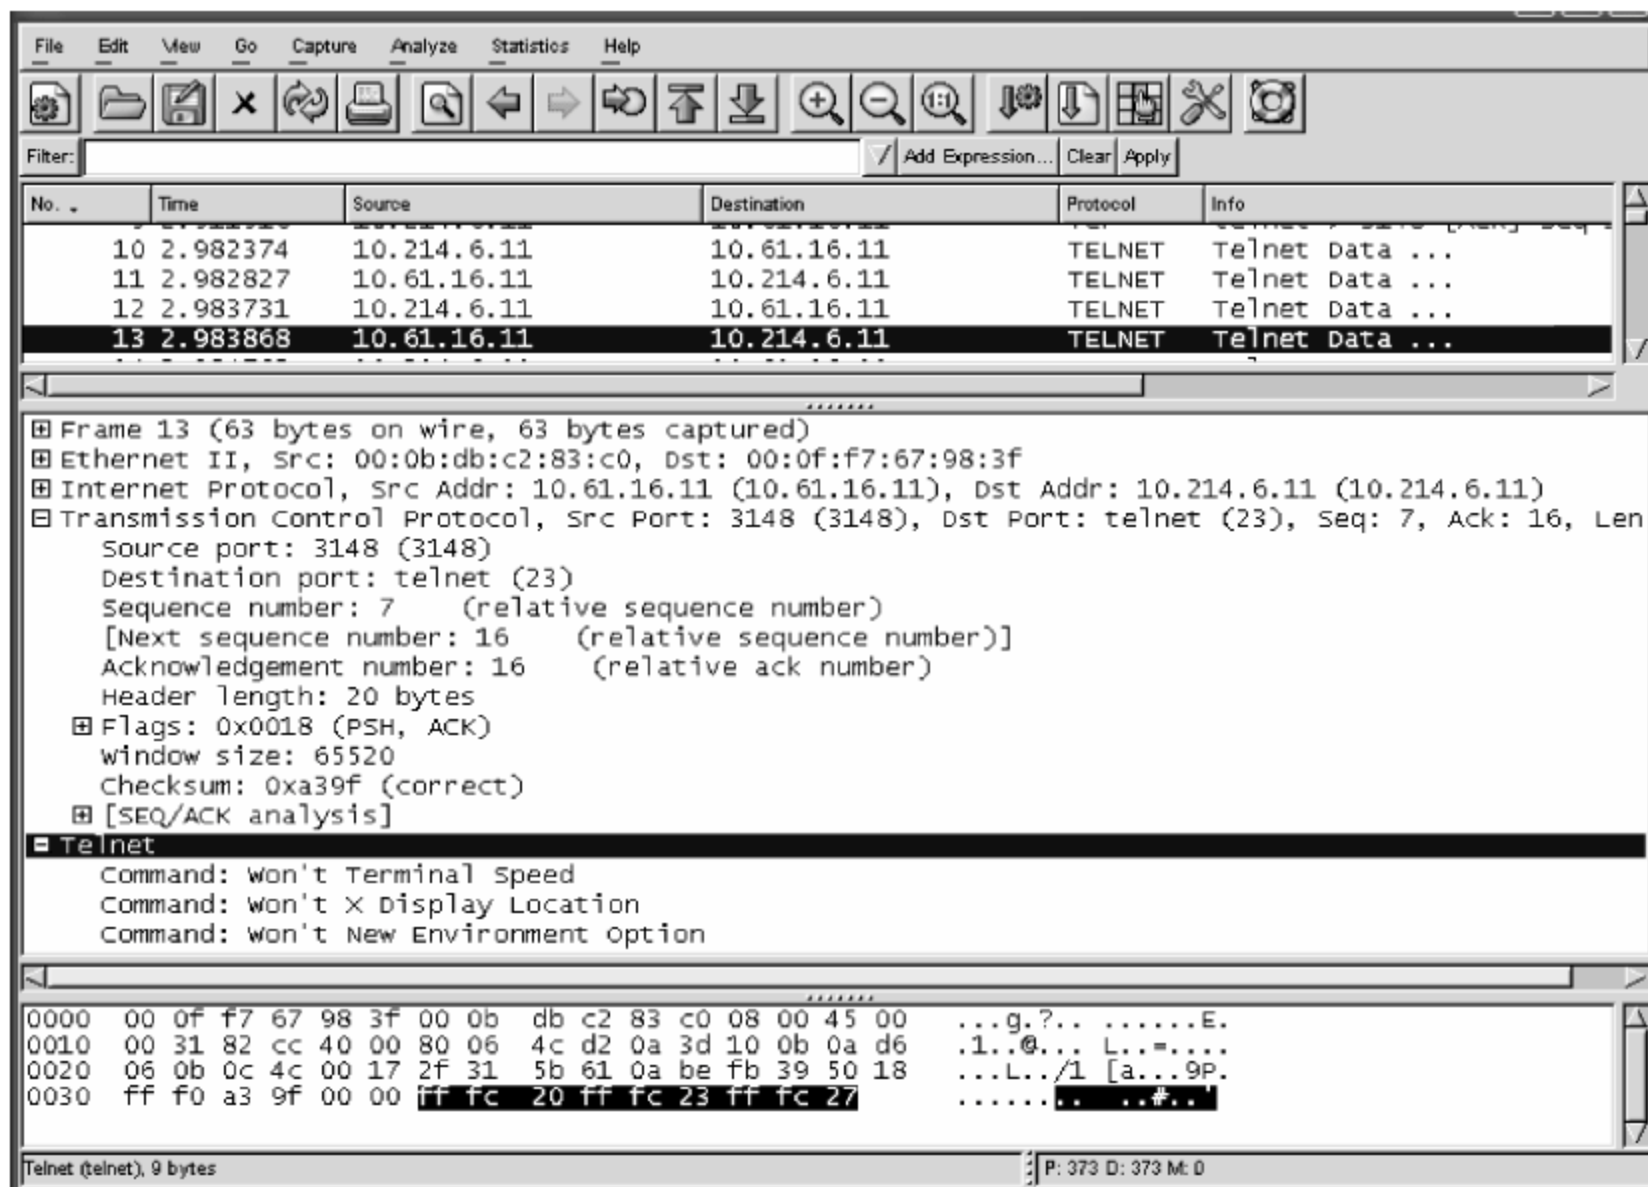 File Edit View Go Capture Analyze Statistics Help
Filter: Add Expression... Clear Apply
No. Time Source Destination Protocol Info
10 2.982374 10.214.6.11 10.61.16.11 TELNET Telnet Data ...
11 2.982827 10.61.16.11 10.214.6.11 TELNET Telnet Data ...
12 2.983731 10.214.6.11 10.61.16.11 TELNET Telnet Data ...
13 2.983868 10.61.16.11 10.214.6.11 TELNET Telnet Data ...
Frame 13 (63 bytes on wire, 63 bytes captured)
Ethernet II, Src: 00:0b:db:c2:83:c0, Dst: 00:0f:f7:67:98:3f
Internet Protocol, Src Addr: 10.61.16.11 (10.61.16.11), Dst Addr: 10.214.6.11 (10.214.6.11)
Transmission Control Protocol, Src Port: 3148 (3148), Dst Port: telnet (23), Seq: 7, Ack: 16, Len
Source port: 3148 (3148)
Destination port: telnet (23)
Sequence number: 7 (relative sequence number)
[Next sequence number: 16 (relative sequence number)]
Acknowledgement number: 16 (relative ack number)
Header length: 20 bytes
Flags: 0x0018 (PSH, ACK)
Window size: 65520
Checksum: 0xa39f (correct)
[SEQ/ACK analysis]
Telnet
Command: Won't Terminal Speed
Command: Won't X Display Location
Command: Won't New Environment Option
0000 00 0f f7 67 98 3f 00 0b db c2 83 c0 08 00 45 00 ...g.?.. ......E.
0010 00 31 82 cc 40 00 80 06 4c d2 0a 3d 10 0b 0a d6 .1..@... L..=....
0020 06 0b 0c 4c 00 17 2f 31 5b 61 0a be fb 39 50 18 ...L../1 [a...9P.
0030 ff f0 a3 9f 00 00 ff fc 20 ff fc 23 ff fc 27 ........ ..#..'
Telnet (telnet), 9 bytes P: 373 D: 373 M: 0